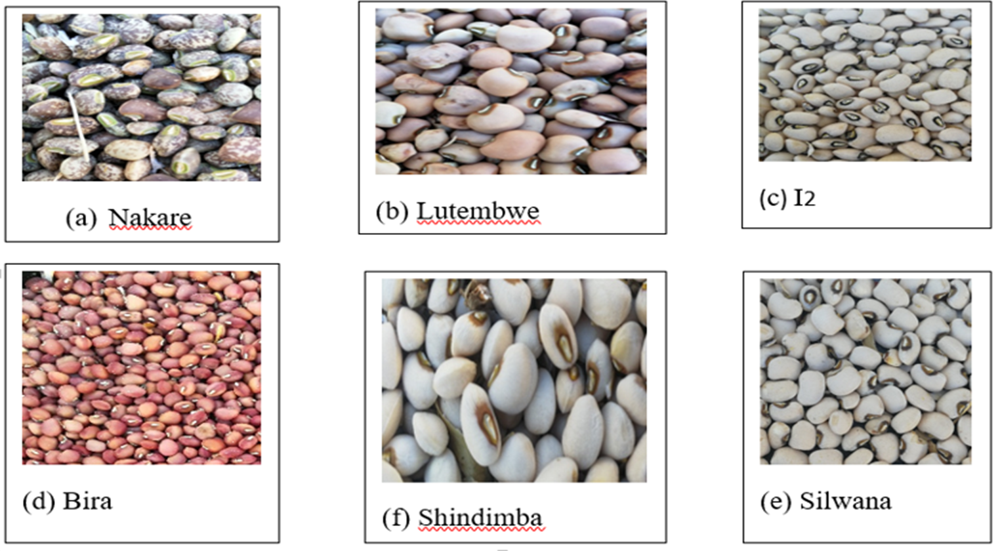 (a) Nakare
(b) Lutembwe
(c) I2
(d) Bira
(f) Shindimba
(e) Silwana